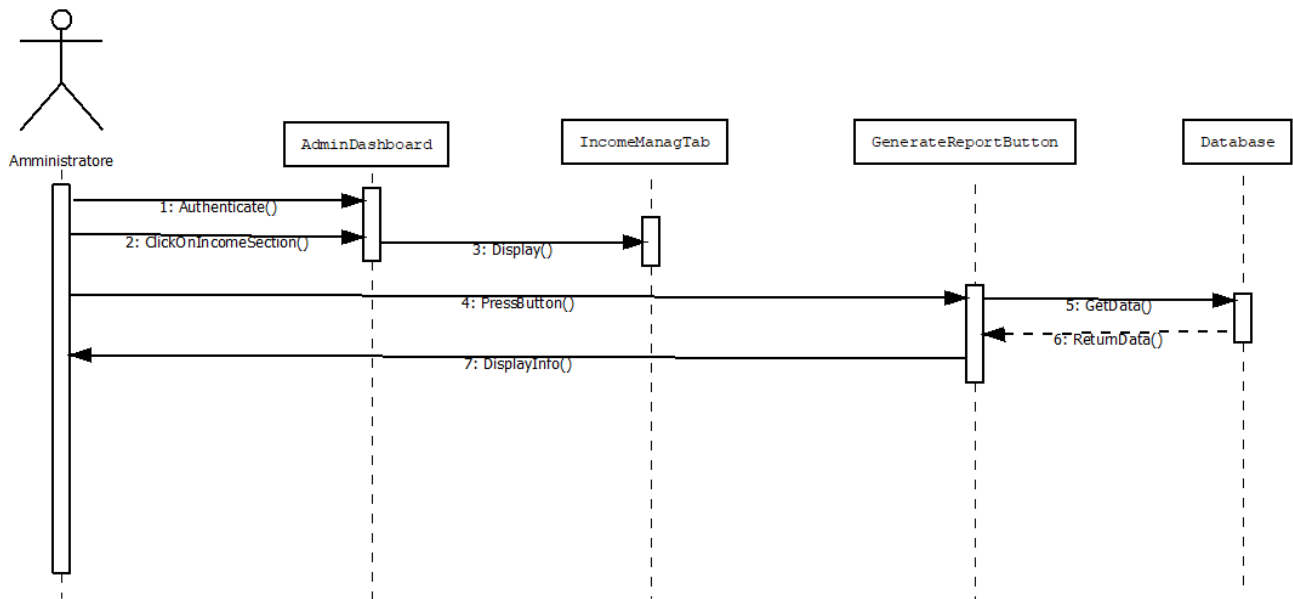 AdminDashboard
IncomeManagTab
GenerateReportButton
Database
Amministratore
1: Authenticate()
2: ClickOnIncomeSection()
3: Display()
4: PressButton()
5: GetData()
6: ReturnData()
7: DisplayInfo()